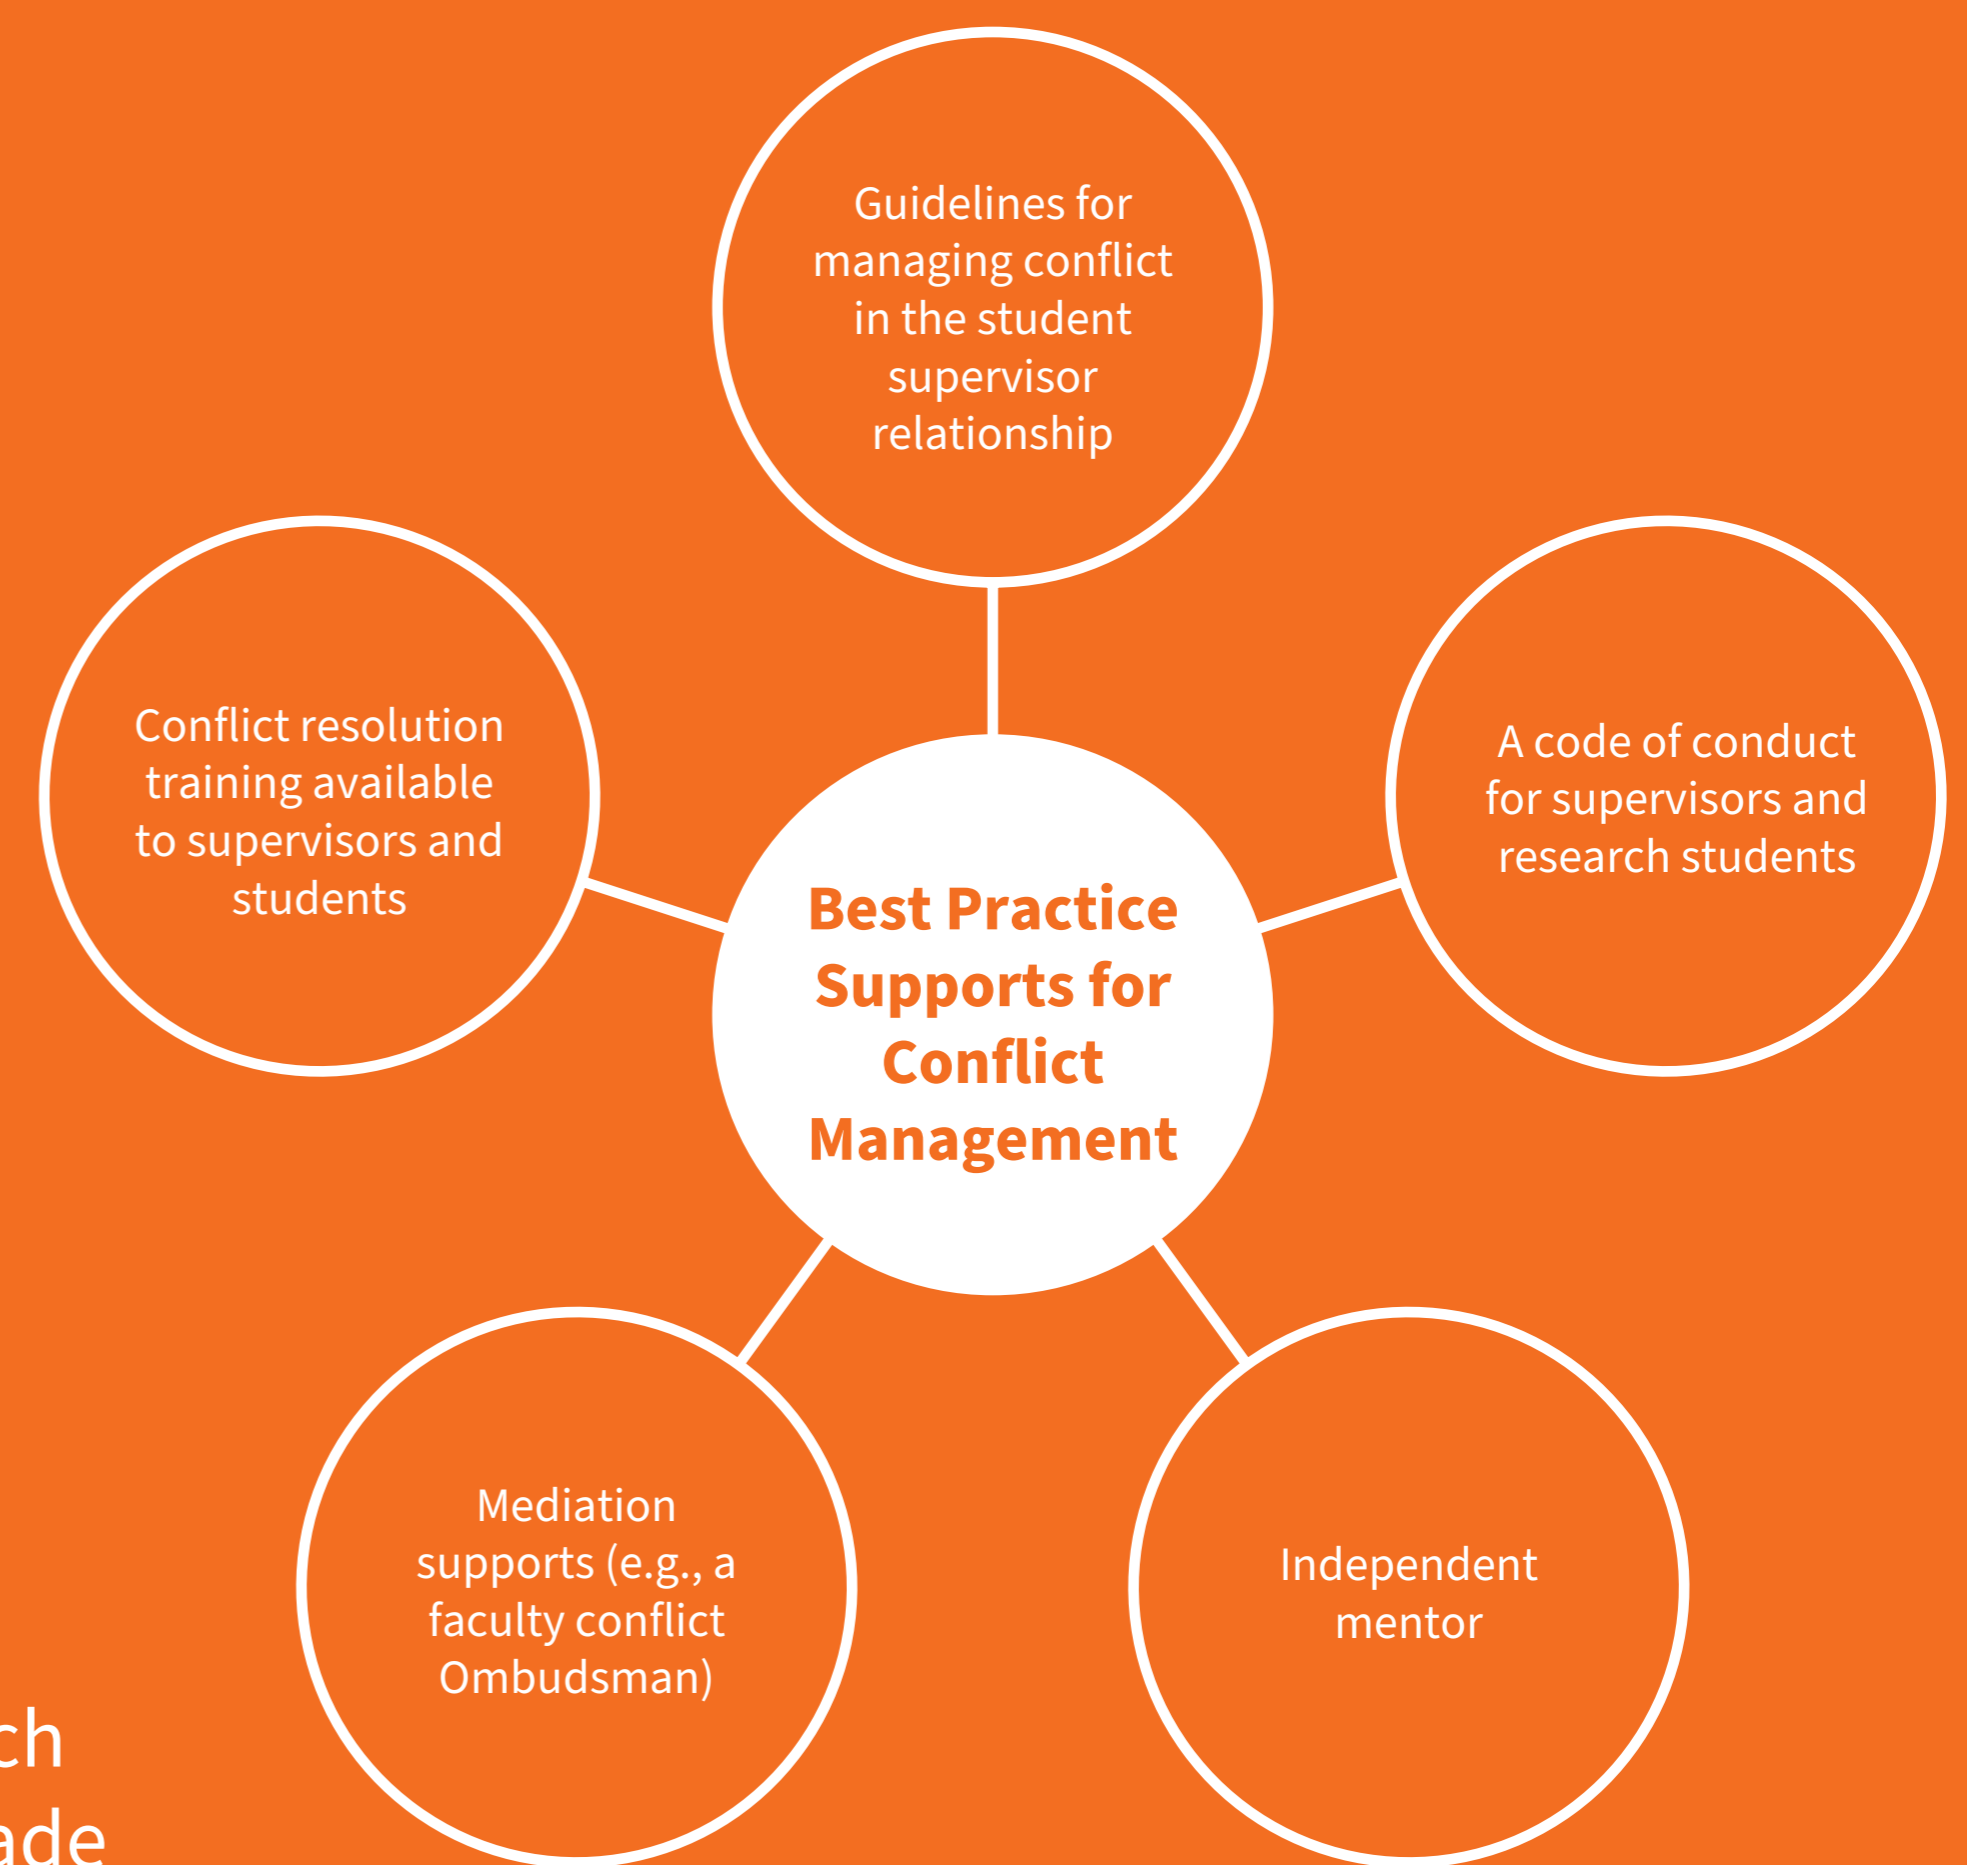 Guidelines for
managing conflict
in the student
supervisor
relationship
Conflict resolution
training available
to supervisors and
students
A code of conduct
for supervisors and
research students
Best Practice
Supports for
Conflict
Management
Mediation
supports (e.g., a
faculty conflict
Ombudsman)
Independent
mentor